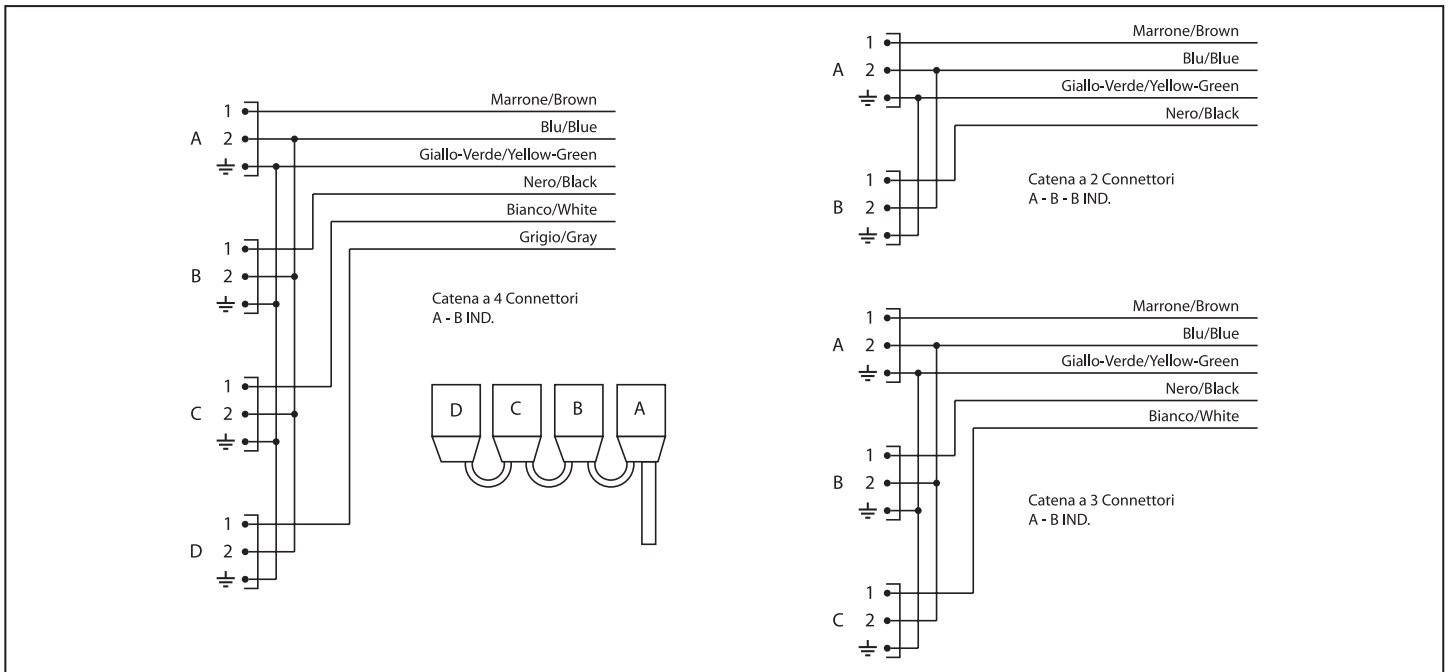 Marrone/Brown
1
Blu/Blue
A 2
Giallo-Verde/Yellow-Green
Nero/Black
1
Bianco/White
Grigio/Gray
B 2
Catena a 4 Connettori
A - B IND.
1
C 2
D C B A
1
D 2
Marrone/Brown
1
Blu/Blue
A 2
Giallo-Verde/Yellow-Green
Nero/Black
1
B 2
Catena a 2 Connettori
A - B - B IND.
Marrone/Brown
1
Blu/Blue
A 2
Giallo-Verde/Yellow-Green
Nero/Black
Bianco/White
1
B 2
Catena a 3 Connettori
A - B IND.
1
C 2